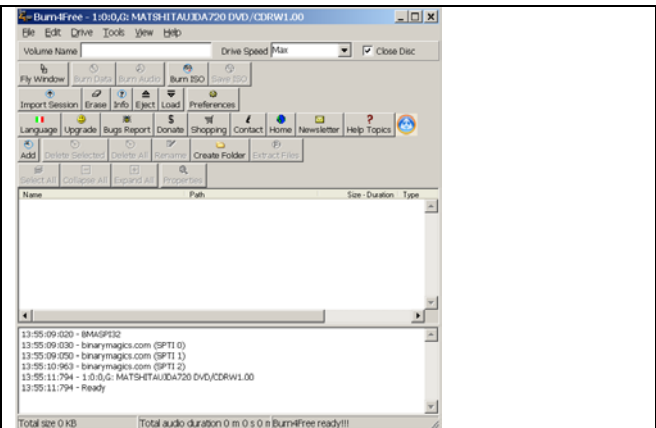 Burn4Free - 1:0:0,G: MATSHITAUJDA720 DVD/CDRW1.00
File Edit Drive Tools View Help
Volume Name Drive Speed Max Close Disc
Fly Window Burn Data Burn Audio Burn ISO Save ISO
Import Session Erase Info Eject Load Preferences
Language Upgrade Bugs Report Donate Shopping Contact Home Newsletter Help Topics
Add Delete Selected Delete All Rename Create Folder Extract Files
Select All Collapse All Expand All Properties
Name Path Size - Duration Type
13:55:09:020 - BMASPI32
13:55:09:030 - binarymagics.com (SPTI 0)
13:55:09:050 - binarymagics.com (SPTI 1)
13:55:10:963 - binarymagics.com (SPTI 2)
13:55:11:794 - 1:0:0,G: MATSHITAUJDA720 DVD/CDRW1.00
13:55:11:794 - Ready
Total size 0 KB Total audio duration 0 m 0 s 0 n Burn4Free ready!!!